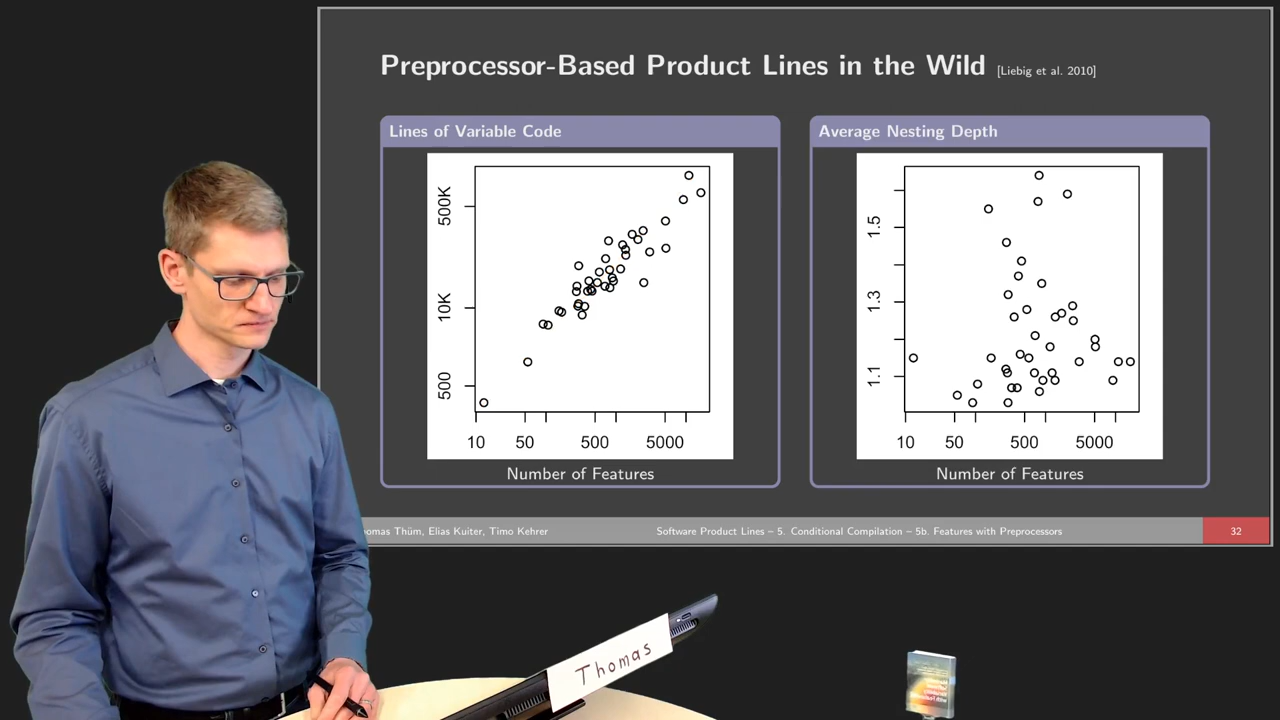 Preprocessor-Based Product Lines in the Wild [Liebig et al. 2010]
Lines of Variable Code
500K
10K
500
10 50 500 5000
Number of Features
Average Nesting Depth
1.5
1.3
1.1
10 50 500 5000
Number of Features
Thüm, Elias Kuiter, Timo Kehrer
Software Product Lines – 5. Conditional Compilation – 5b. Features with Preprocessors
32
Thomas